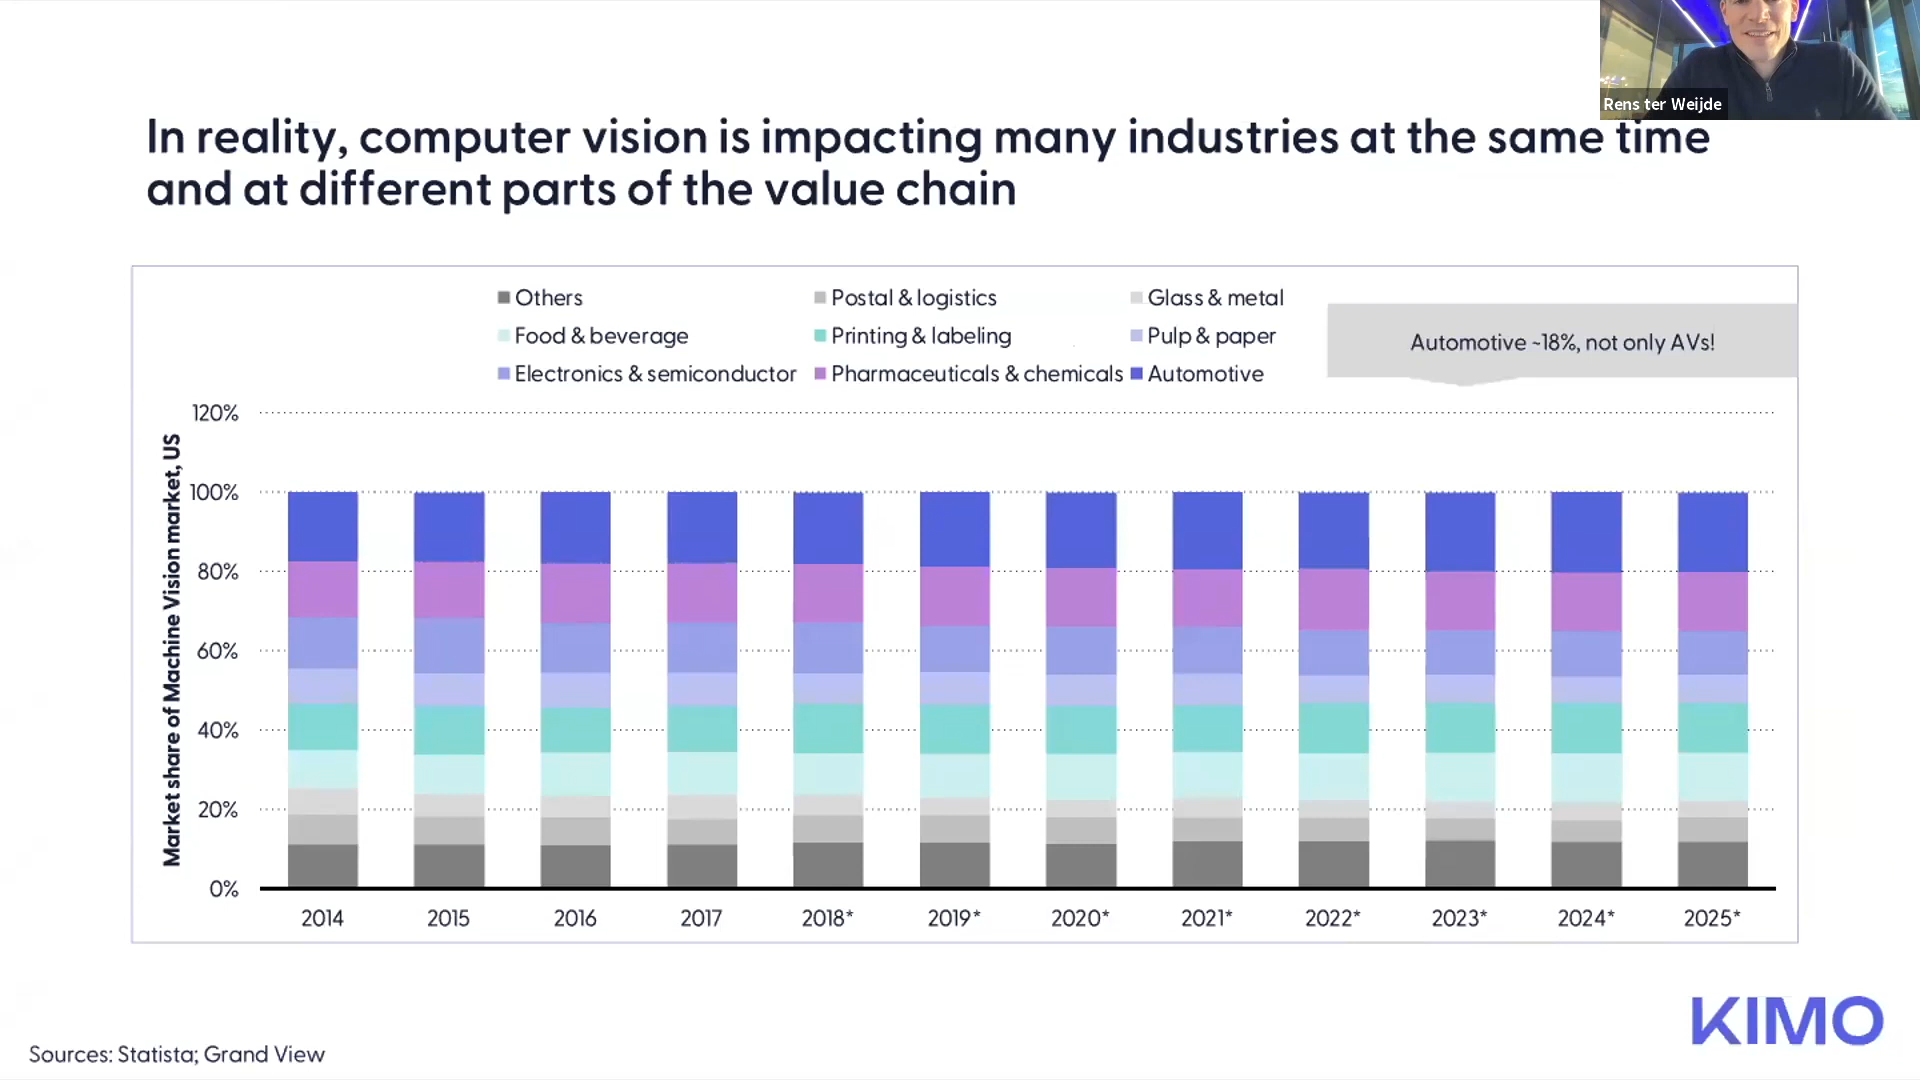 Rens ter Weijde
In reality, computer vision is impacting many industries at the same time
and at different parts of the value chain
Others
Postal & logistics
Glass & metal
Food & beverage
Printing & labeling
Pulp & paper
Electronics & semiconductor
Pharmaceuticals & chemicals
Automotive
Automotive ~18%, not only AVs!
Market share of Machine Vision market, US
120%
100%
80%
60%
40%
20%
0%
2014
2015
2016
2017
2018*
2019*
2020*
2021*
2022*
2023*
2024*
2025*
KIMO
Sources: Statista; Grand View